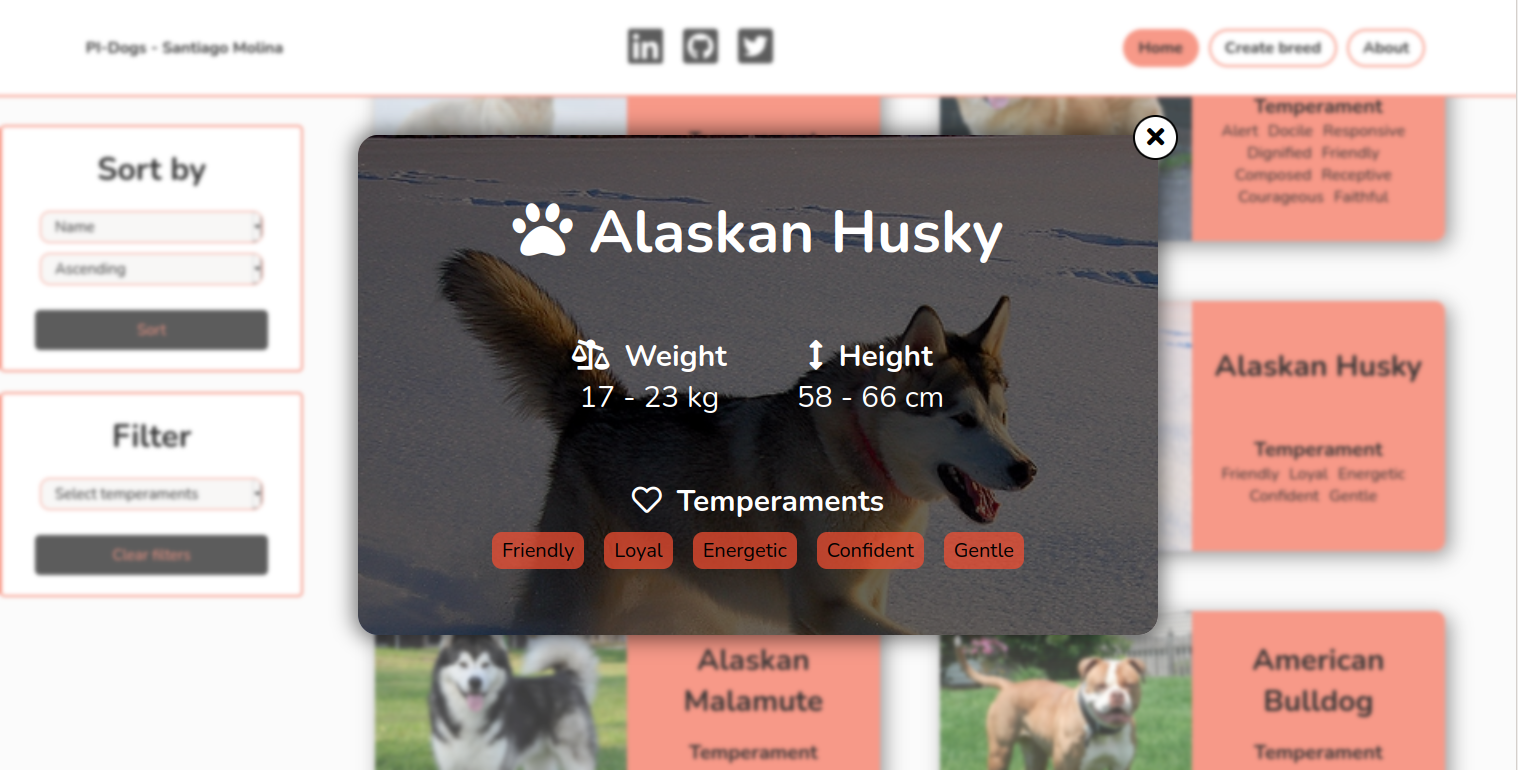 PI-Dogs - Santiago Molina
in
Home
Create breed
About
Sort by
Name
Ascending
Sort
Filter
Select temperaments
Clear filters
Alaskan Husky
Weight
17 - 23 kg
Height
58 - 66 cm
Temperaments
Friendly
Loyal
Energetic
Confident
Gentle
Temperament
Alert Docile Responsive
Dignified Friendly
Composed Receptive
Courageous Faithful
Alaskan Husky
Temperament
Friendly Loyal Energetic
Confident Gentle
Alaskan
Malamute
Temperament
American
Bulldog
Temperament